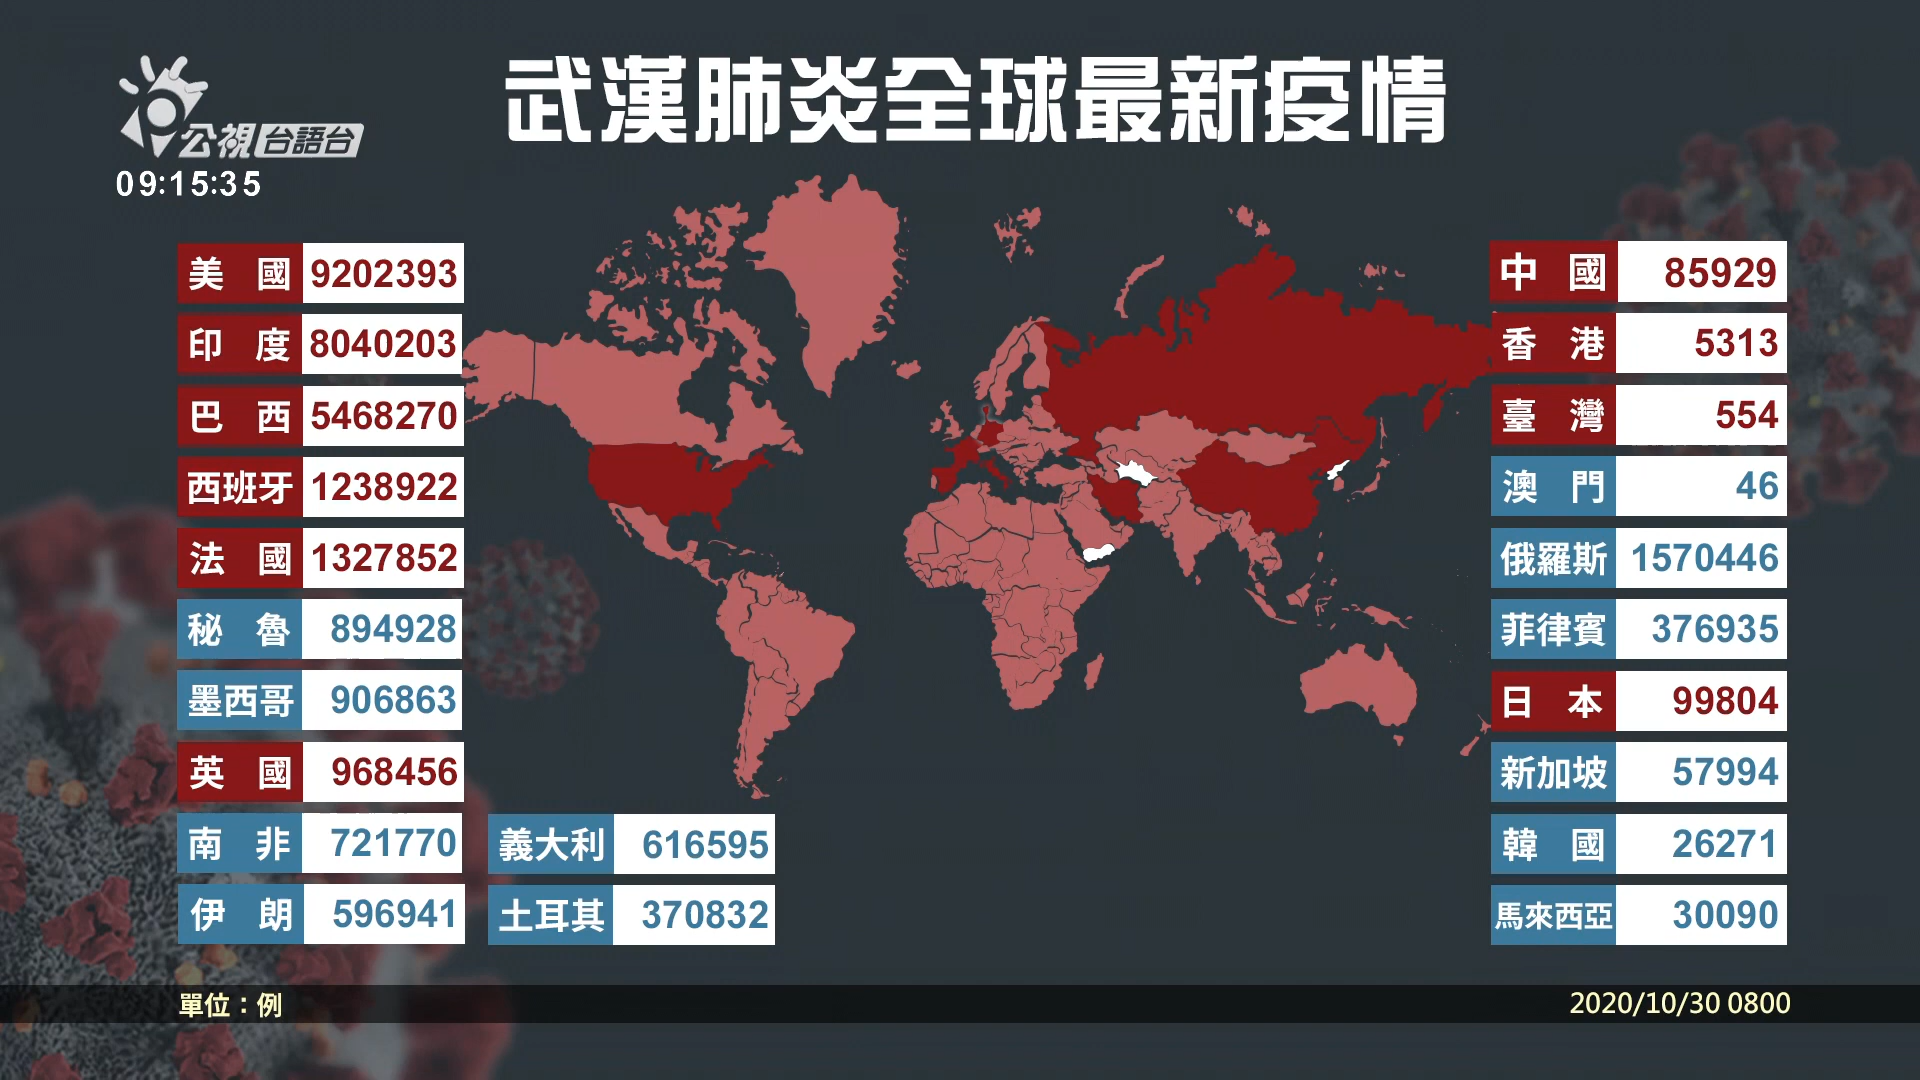 武漢肺炎全球最新疫情
公視台語台
09:15:35
美國 9202393
印度 8040203
巴西 5468270
西班牙 1238922
法國 1327852
秘魯 894928
墨西哥 906863
英國 968456
南非 721770
伊朗 596941
義大利 616595
土耳其 370832
中國 85929
香港 5313
臺灣 554
澳門 46
俄羅斯 1570446
菲律賓 376935
日本 99804
新加坡 57994
韓國 26271
馬來西亞 30090
單位：例
2020/10/30 0800